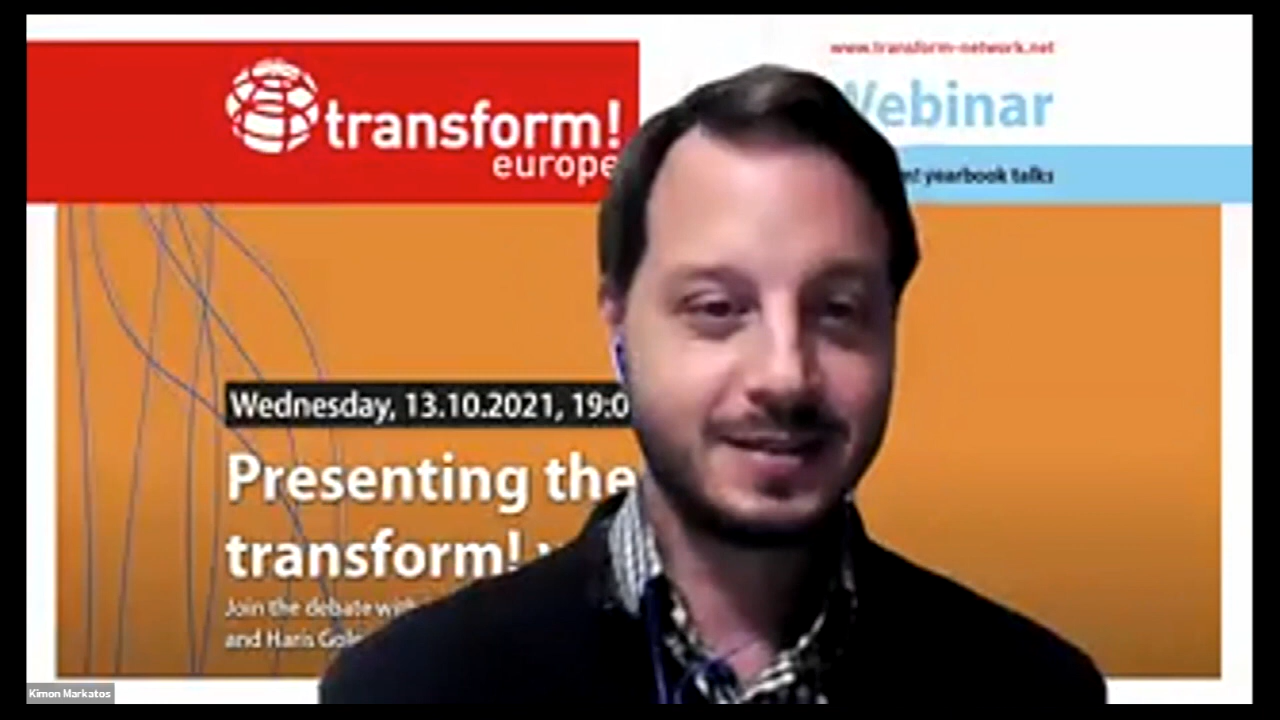 www.transform-network.net
transform!
europe
Webinar
yearbook talks
Wednesday, 13.10.2021, 19:0
Presenting the
transform!
Join the debate with
and Haris
Kimon Markatos